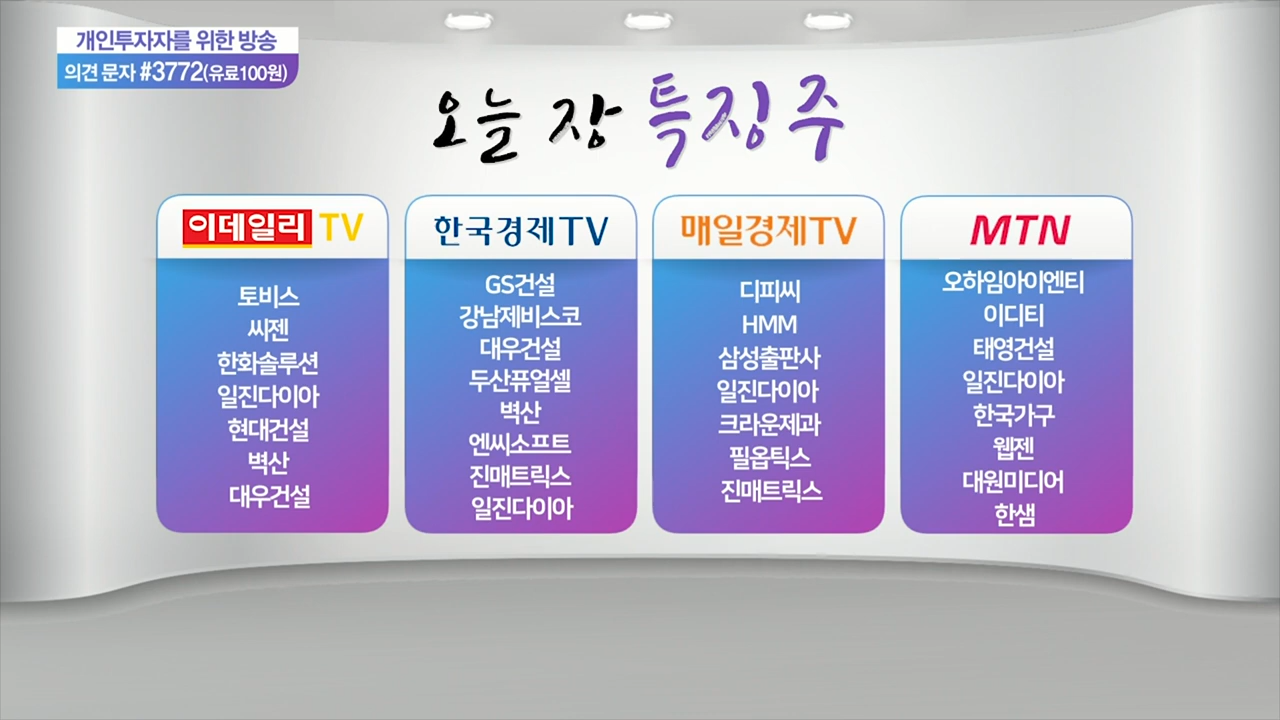 개인투자자를 위한 방송
의견 문자 #3772(유료100원)
오늘 장 특징주
이데일리 TV
토비스
씨젠
한화솔루션
일진다이아
현대건설
벽산
대우건설
한국경제TV
GS건설
강남제비스코
대우건설
두산퓨얼셀
벽산
엔씨소프트
진매트릭스
일진다이아
매일경제TV
디피씨
HMM
삼성출판사
일진다이아
크라운제과
필옵틱스
진매트릭스
MTN
오하임아이엔티
이디티
태영건설
일진다이아
한국가구
웹젠
대원미디어
한샘